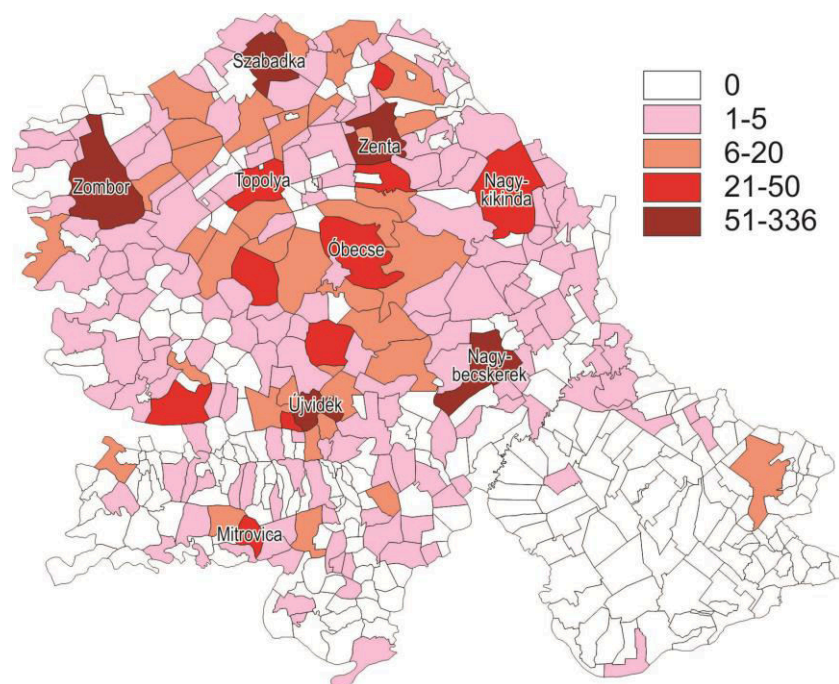 Szabadka
Zombor
Zenta
Topolya
Nagy-
kikinda
Óbecse
Nagy-
becskerek
Újvidék
Mitrovica
0
1-5
6-20
21-50
51-336